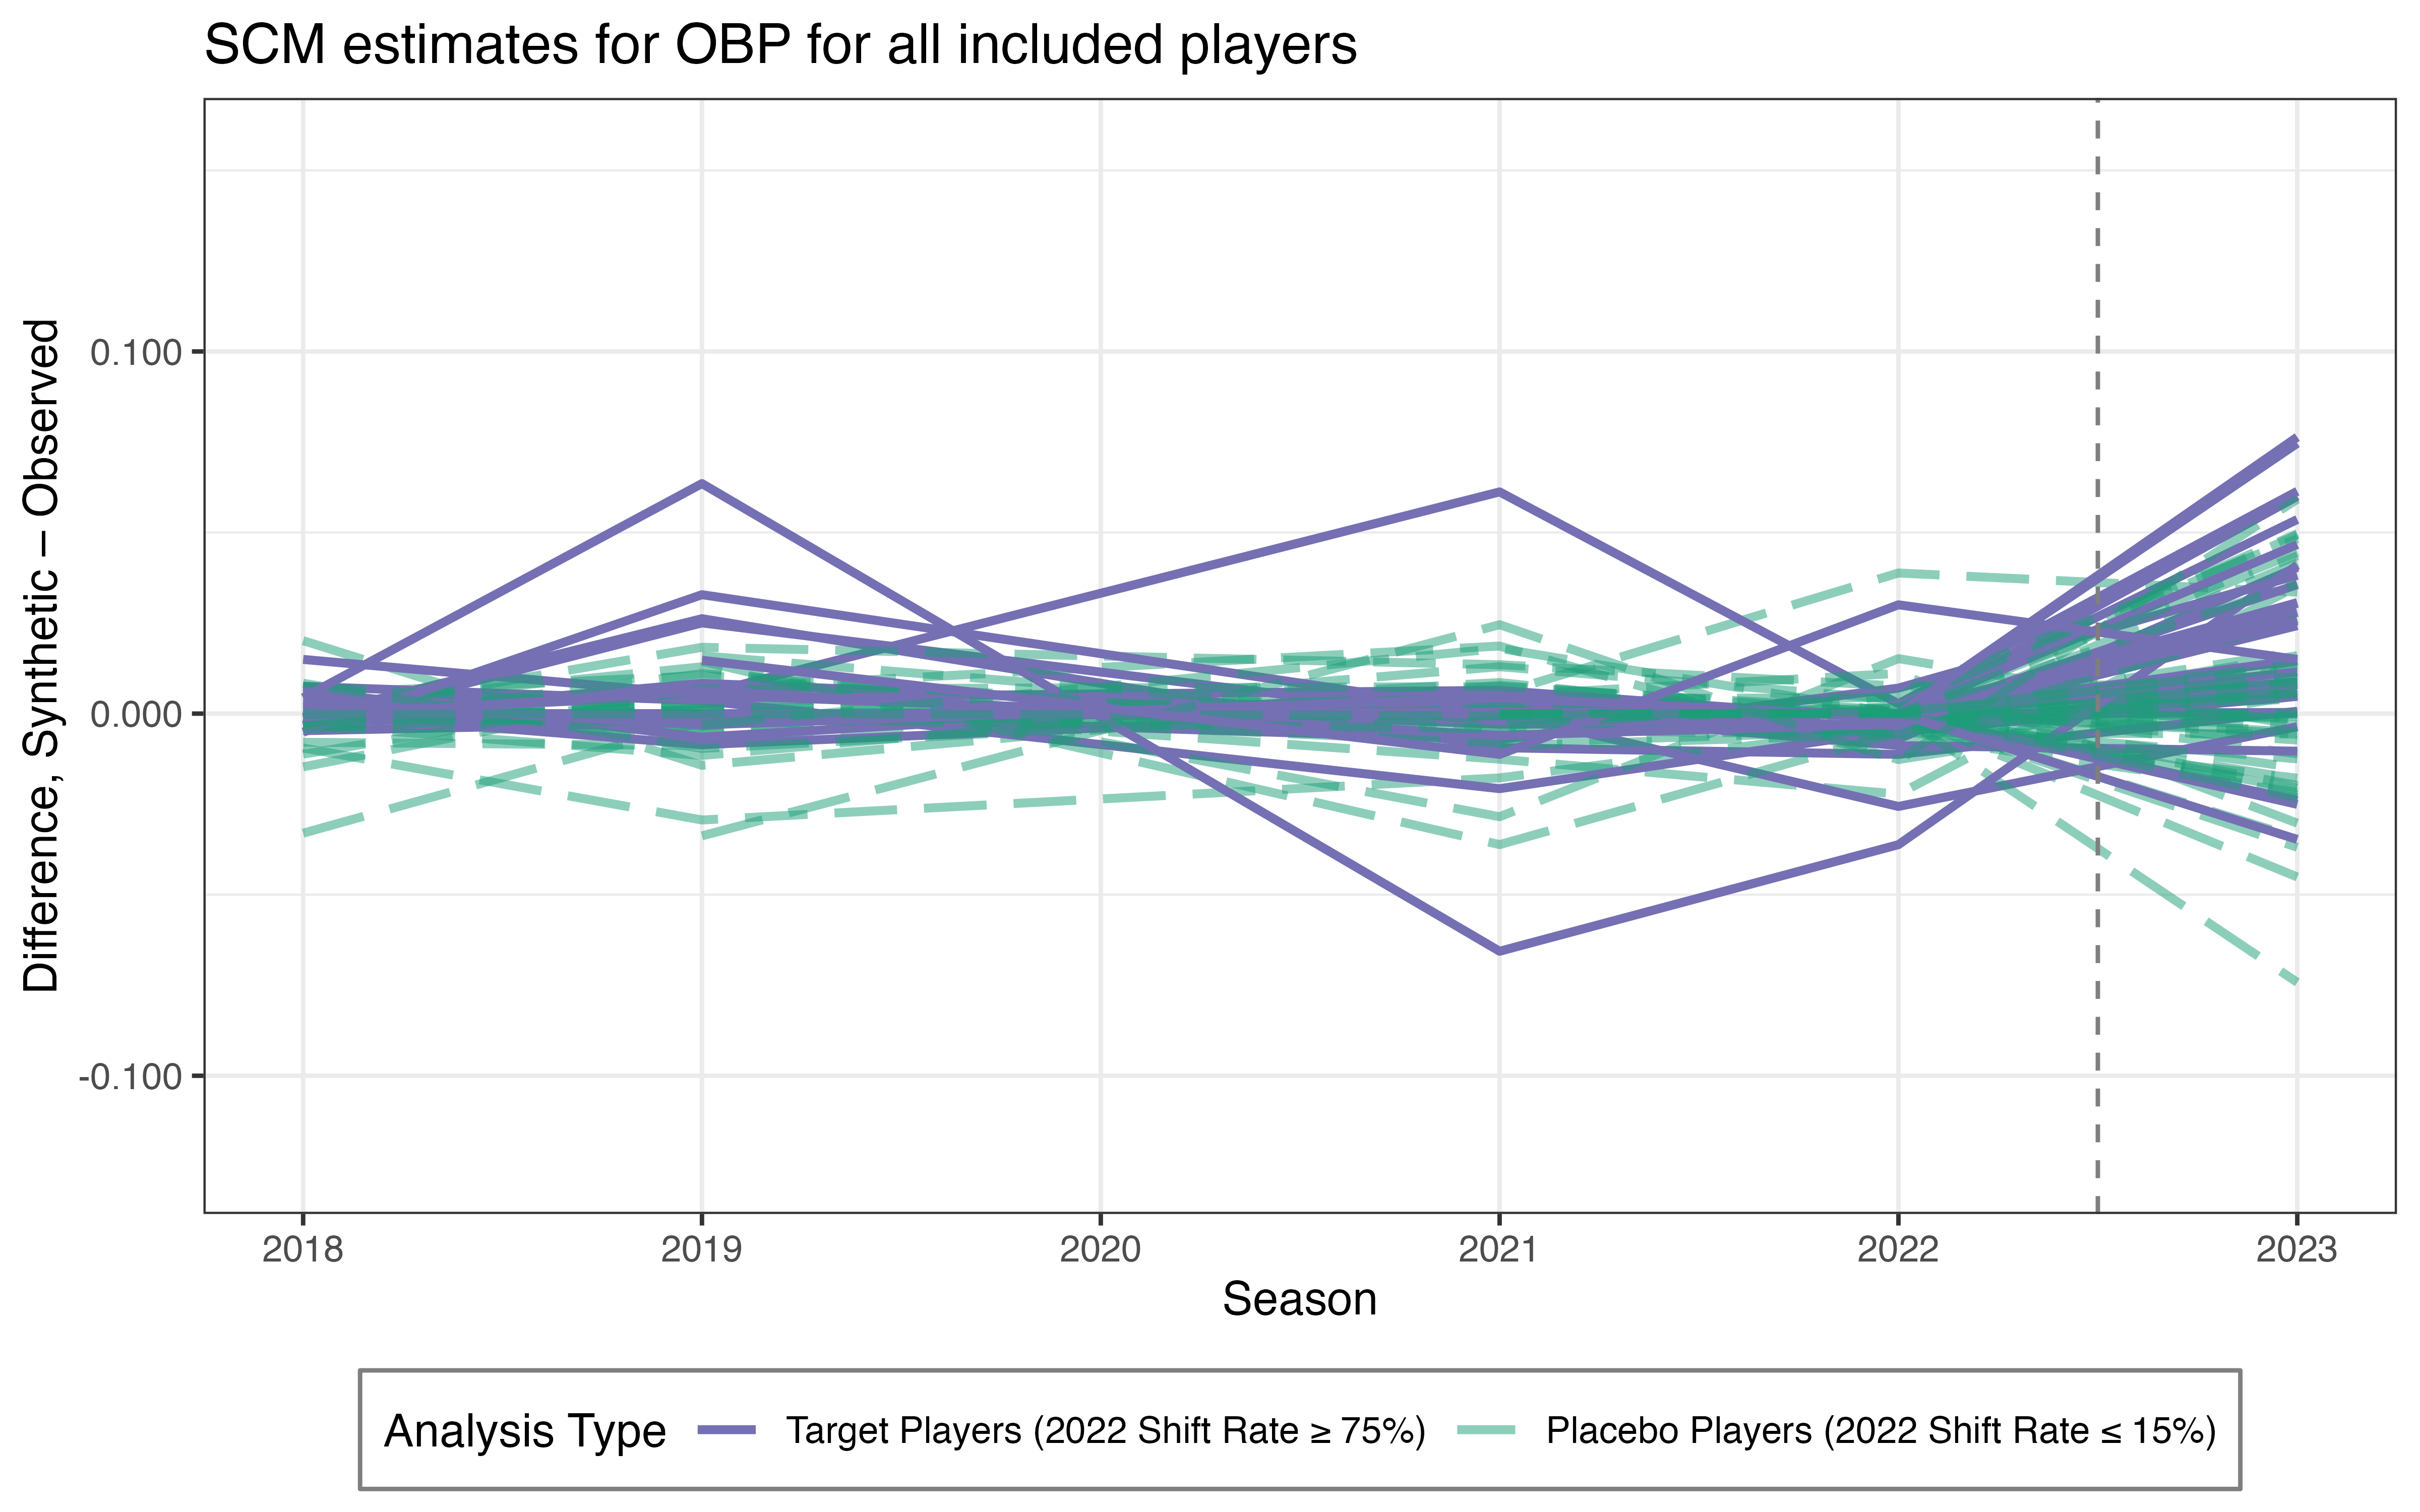 SCM estimates for OBP for all included players
Difference, Synthetic − Observed
0.100
0.000
-0.100
2018 2019 2020 2021 2022 2023
Season
Analysis Type Target Players (2022 Shift Rate ≥ 75%) Placebo Players (2022 Shift Rate ≤ 15%)